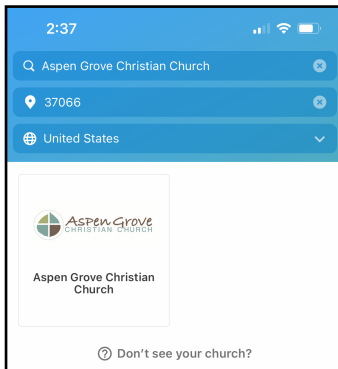 2:37
Aspen Grove Christian Church
37066
United States
Aspen Grove
CHRISTIAN CHURCH
Aspen Grove Christian
Church
Don't see your church?